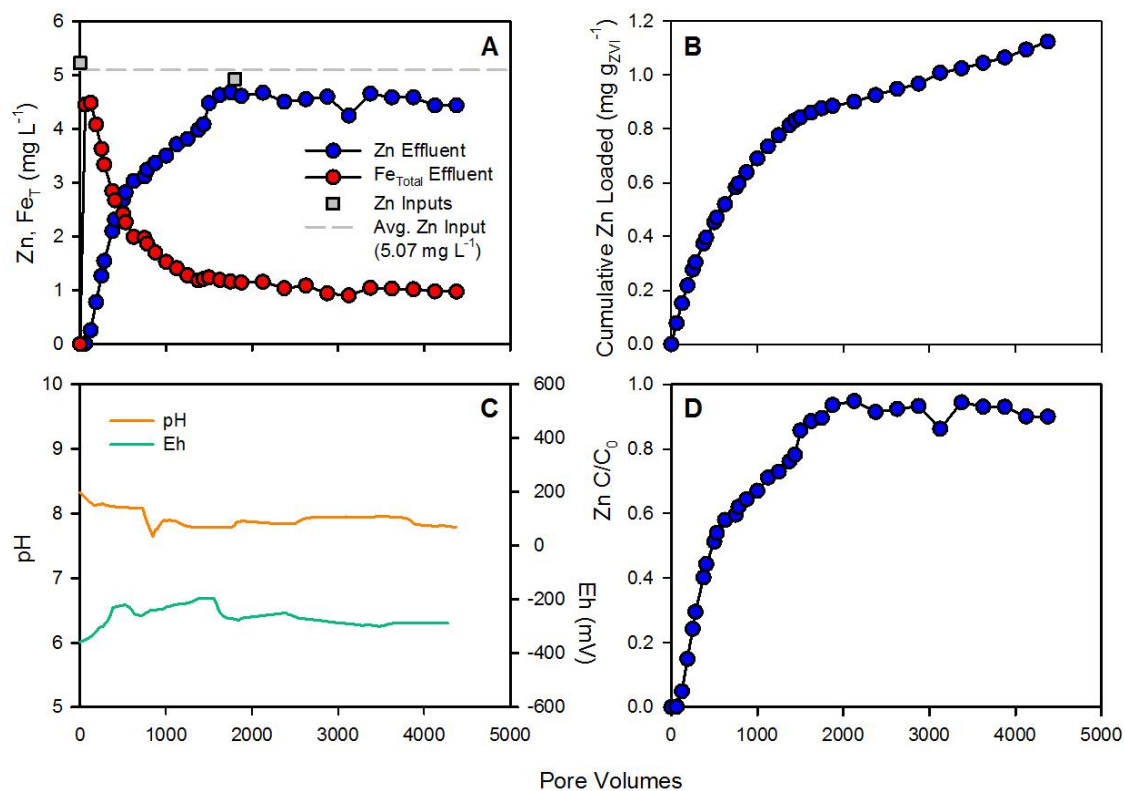 A
Zn, FeT (mg L-1)
6
5
4
3
2
1
0
Zn Effluent
FeTotal Effluent
Zn Inputs
Avg. Zn Input
(5.07 mg L-1)
0 1000 2000 3000 4000 5000
B
Cumulative Zn Loaded (mg gZVI-1)
1.2
1.0
0.8
0.6
0.4
0.2
0.0
0 1000 2000 3000 4000 5000
C
pH
10
9
8
7
6
5
pH
Eh
600
400
200
0
-200
-400
-600
Eh (mV)
0 1000 2000 3000 4000 5000
D
Zn C/C0
1.0
0.8
0.6
0.4
0.2
0.0
0 1000 2000 3000 4000 5000
Pore Volumes